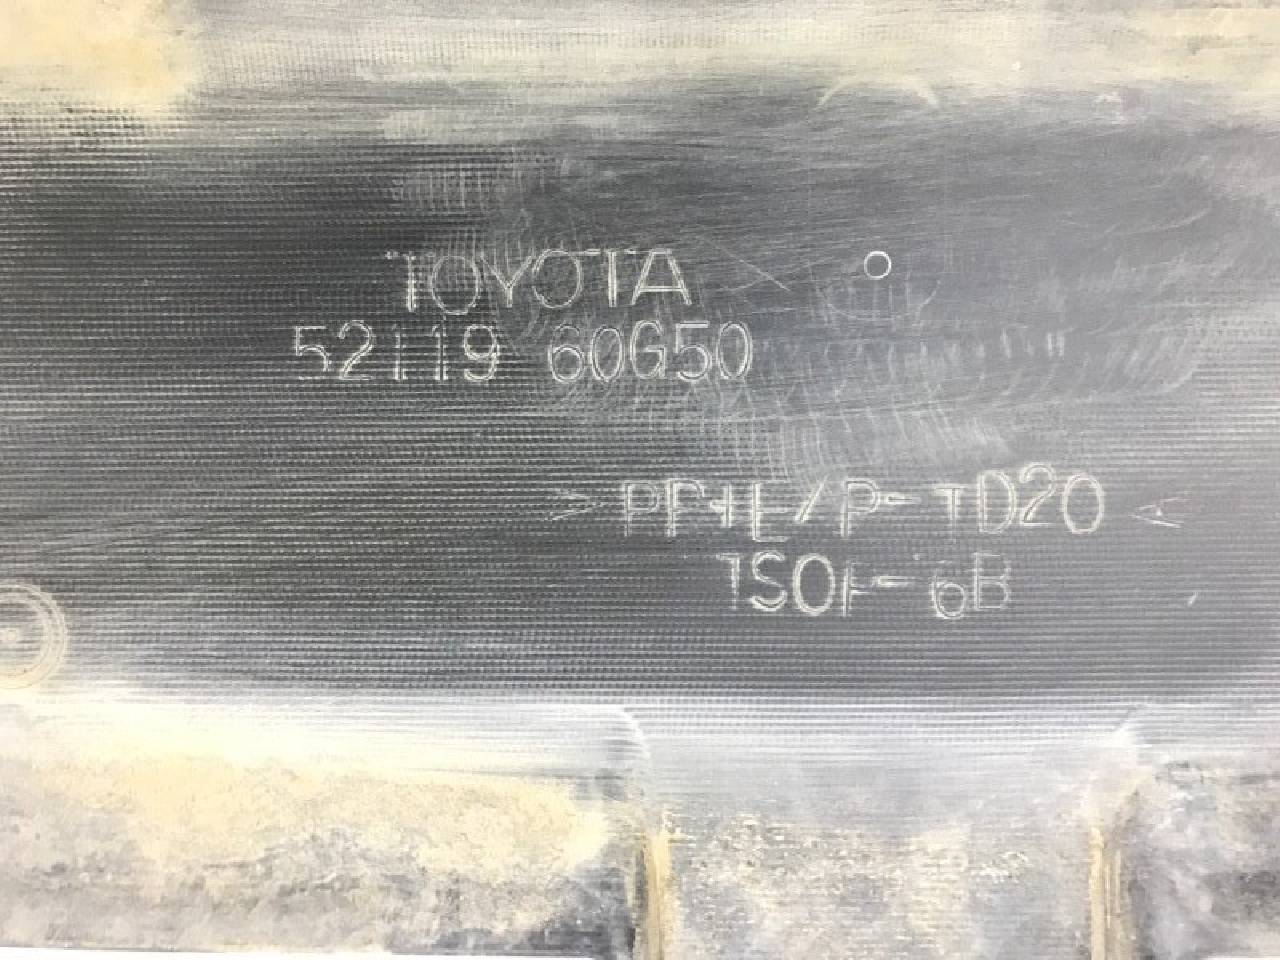 TOYOTA
52119 60G50
> PP+E/P-TD20 <
TSOP-6B